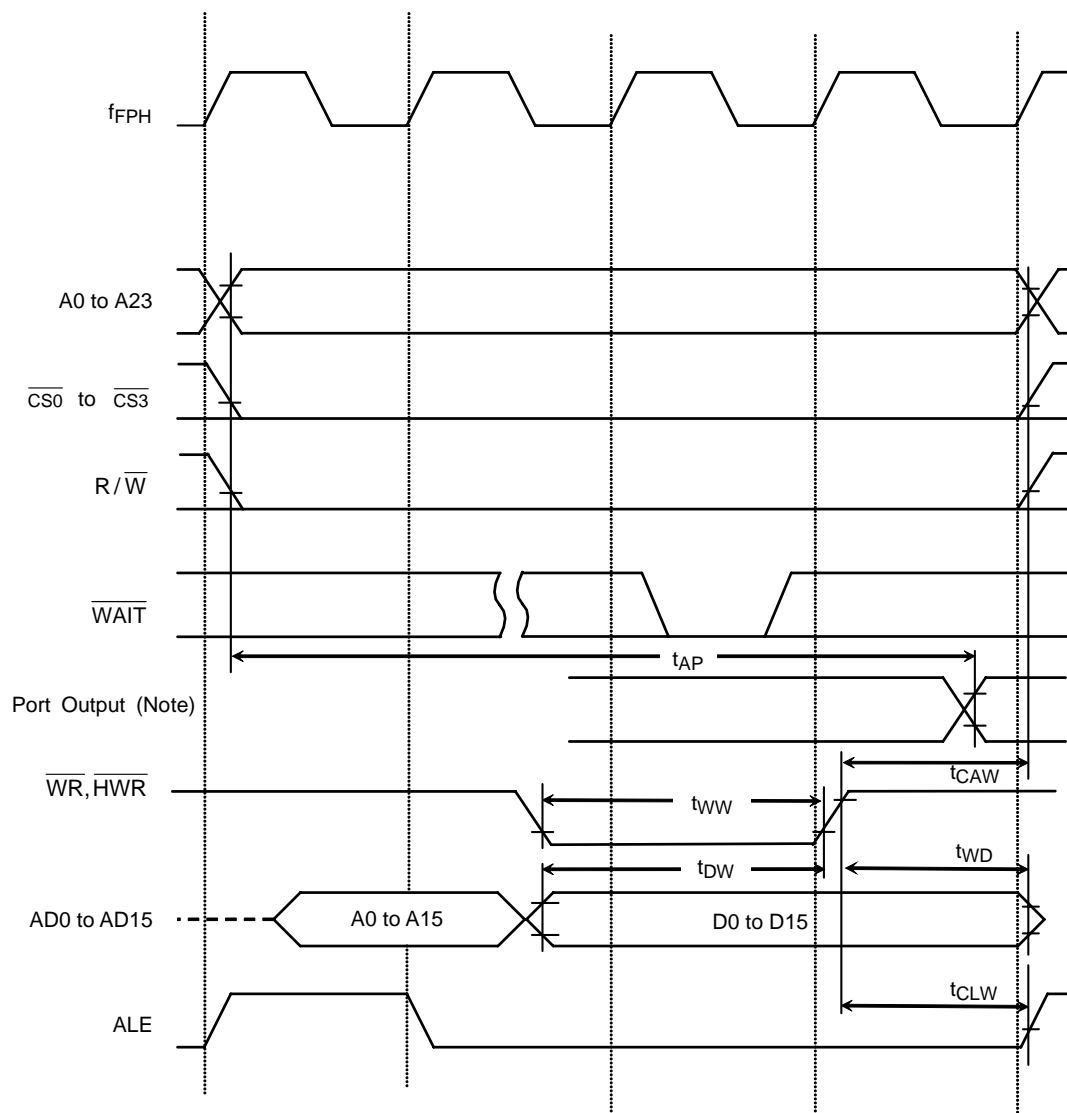 fFPH
A0 to A23
CS0 to CS3
R/W
WAIT
tAP
Port Output (Note)
tCAW
WR, HWR
tWW
tWD
tDW
AD0 to AD15
A0 to A15
D0 to D15
tCLW
ALE